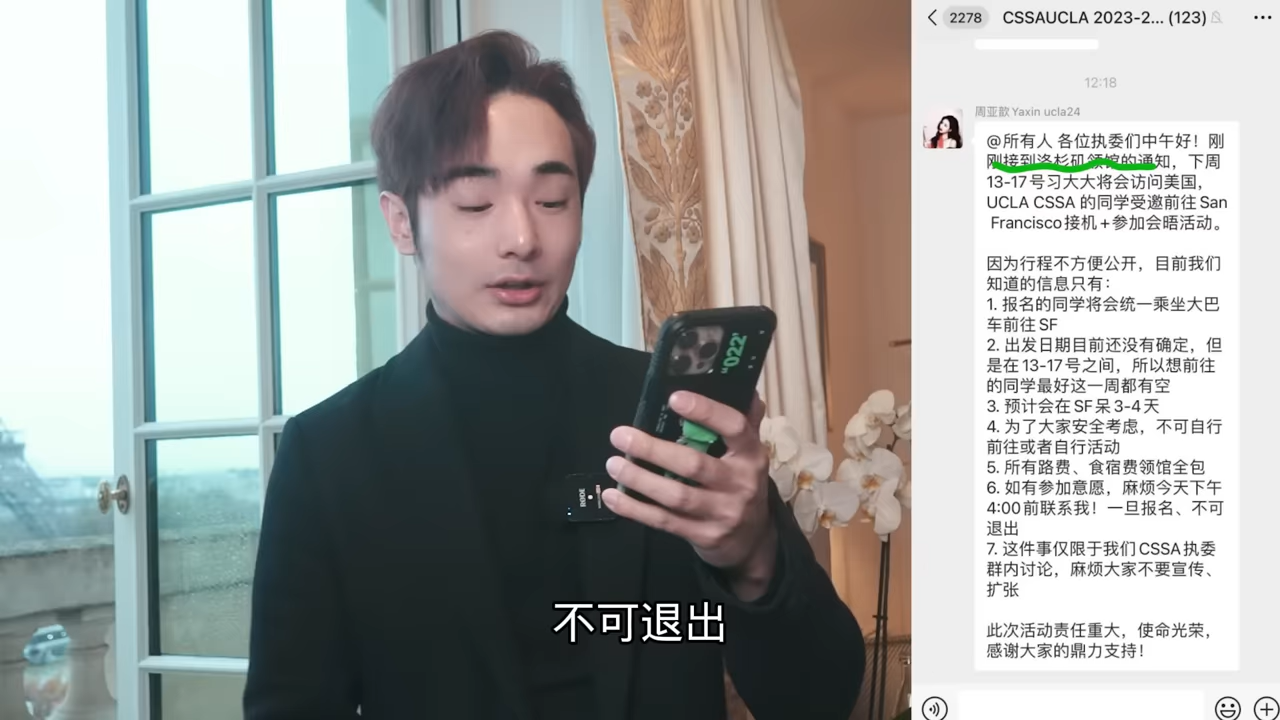 2278 CSSAUCLA 2023-2... (123)
12:18
周亚歆Yaxin ucla24
@所有人 各位执委们中午好！刚
刚接到洛杉矶领馆的通知，下周
13-17号习大大将会访问美国，
UCLA CSSA 的同学受邀前往San
Francisco接机+参加会晤活动。
因为行程不方便公开，目前我们
知道的信息只有：
1. 报名的同学将会统一乘坐大巴
车前往SF
2. 出发日期目前还没有确定，但
是在13-17号之间，所以想前往
的同学最好这一周都有空
3. 预计会在SF呆3-4天
4. 为了大家安全考虑，不可自行
前往或者自行活动
5. 所有路费、食宿费领馆全包
6. 如有参加意愿，麻烦今天下午
4:00前联系我！一旦报名、不可
退出
7. 这件事仅限于我们CSSA执委
群内讨论，麻烦大家不要宣传、
扩张
此次活动责任重大，使命光荣，
感谢大家的鼎力支持！
"022'
RØDE
不可退出